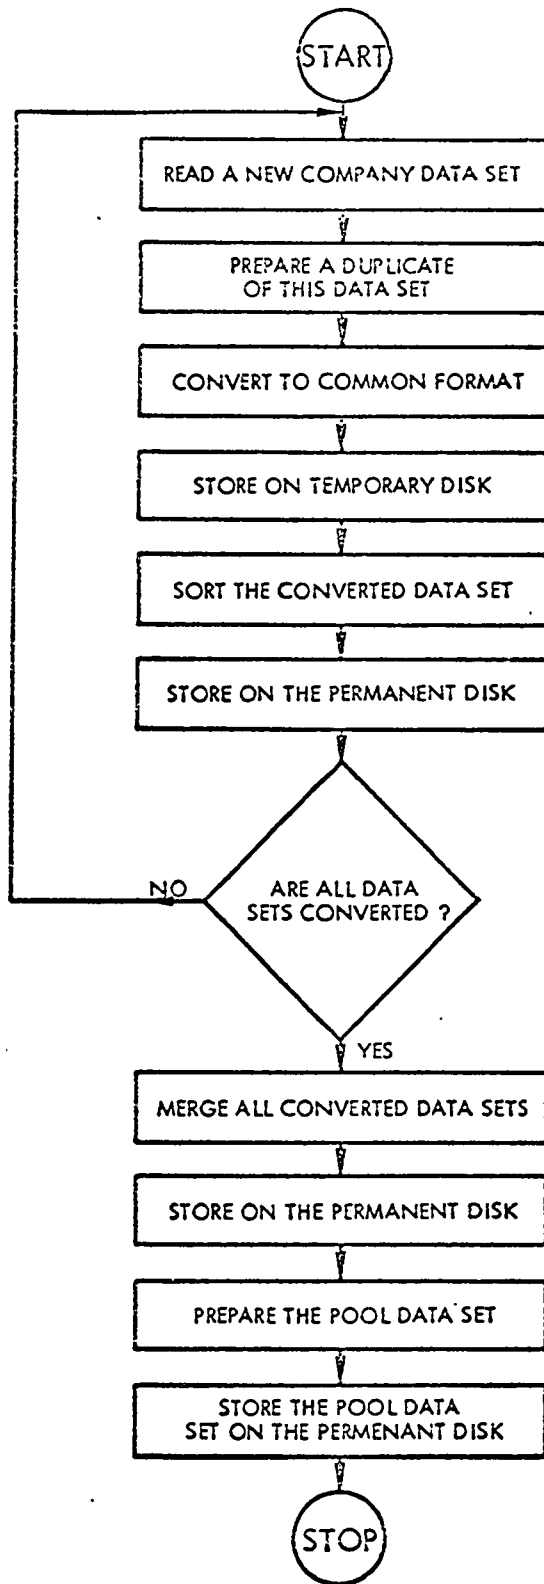 START
READ A NEW COMPANY DATA SET
PREPARE A DUPLICATE
OF THIS DATA SET
CONVERT TO COMMON FORMAT
STORE ON TEMPORARY DISK
SORT THE CONVERTED DATA SET
STORE ON THE PERMANENT DISK
ARE ALL DATA
SETS CONVERTED ?
NO
YES
MERGE ALL CONVERTED DATA SETS
STORE ON THE PERMANENT DISK
PREPARE THE POOL DATA SET
STORE THE POOL DATA
SET ON THE PERMENANT DISK
STOP